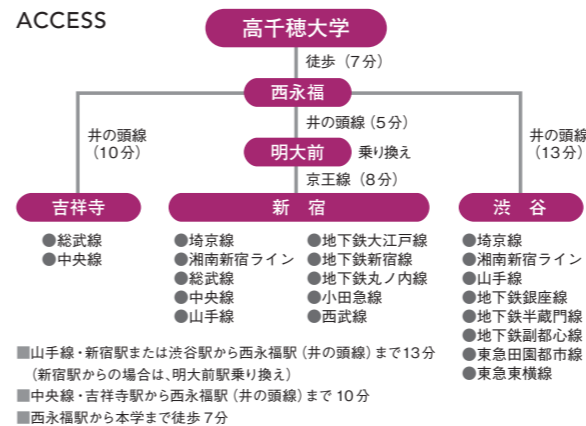 ACCESS
高千穂大学
徒歩（7分）
西永福
井の頭線
（10分）
井の頭線（5分）
井の頭線
（13分）
明大前
乗り換え
京王線（8分）
吉祥寺
新　宿
渋　谷
●総武線
●中央線
●埼京線
●湘南新宿ライン
●総武線
●中央線
●山手線
●地下鉄大江戸線
●地下鉄新宿線
●地下鉄丸ノ内線
●小田急線
●西武線
●埼京線
●湘南新宿ライン
●山手線
●地下鉄銀座線
●地下鉄半蔵門線
●地下鉄副都心線
●東急田園都市線
●東急東横線
■山手線・新宿駅または渋谷駅から西永福駅（井の頭線）まで13分
（新宿駅からの場合は、明大前駅乗り換え）
■中央線・吉祥寺駅から西永福駅（井の頭線）まで10分
■西永福駅から本学まで徒歩7分